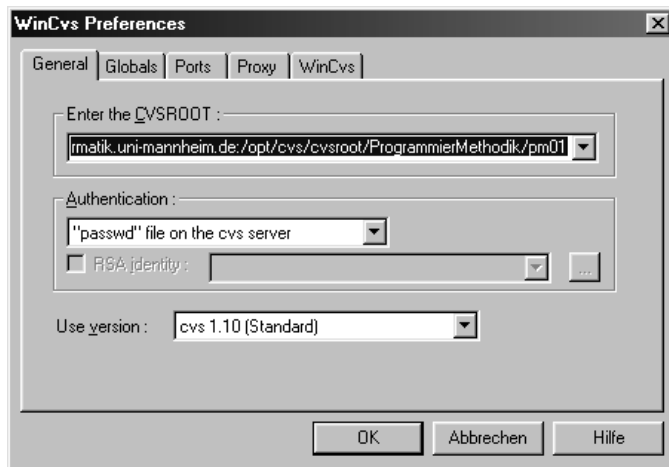 WinCvs Preferences
General Globals Ports Proxy WinCvs
Enter the CVSROOT :
rmatik.uni-mannheim.de:/opt/cvs/cvsroot/ProgrammierMethodik/pm01
Authentication :
"passwd" file on the cvs server
RSA identity :
...
Use version : cvs 1.10 (Standard)
OK Abbrechen Hilfe